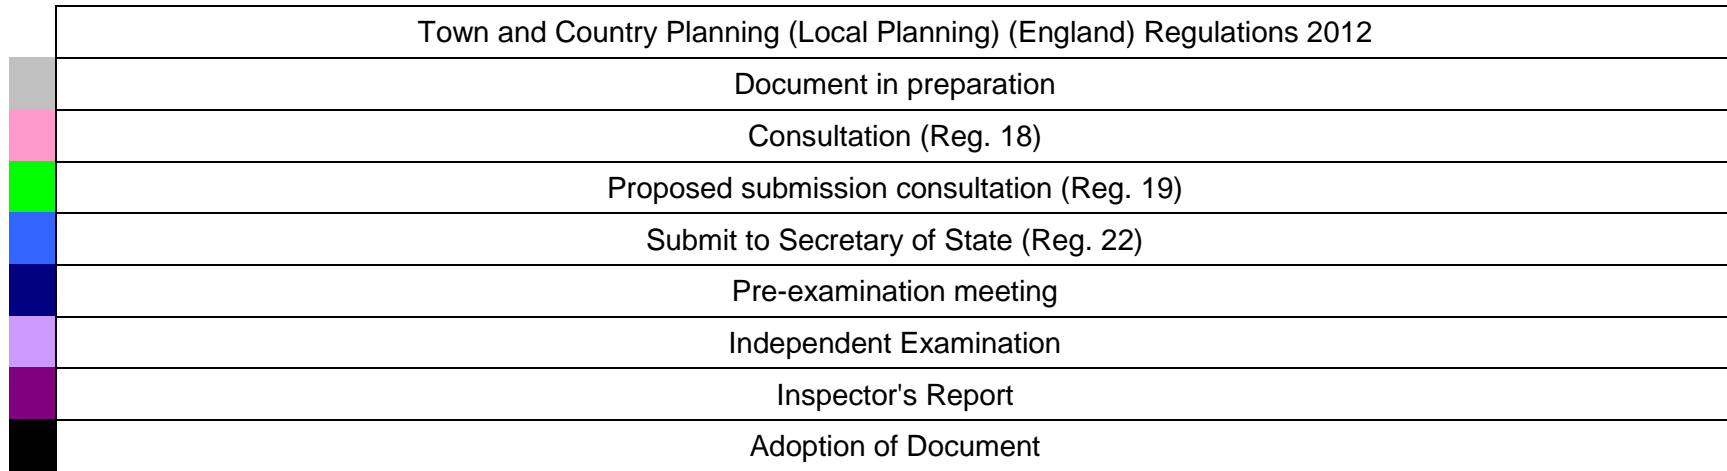 Town and Country Planning (Local Planning) (England) Regulations 2012
Document in preparation
Consultation (Reg. 18)
Proposed submission consultation (Reg. 19)
Submit to Secretary of State (Reg. 22)
Pre-examination meeting
Independent Examination
Inspector's Report
Adoption of Document